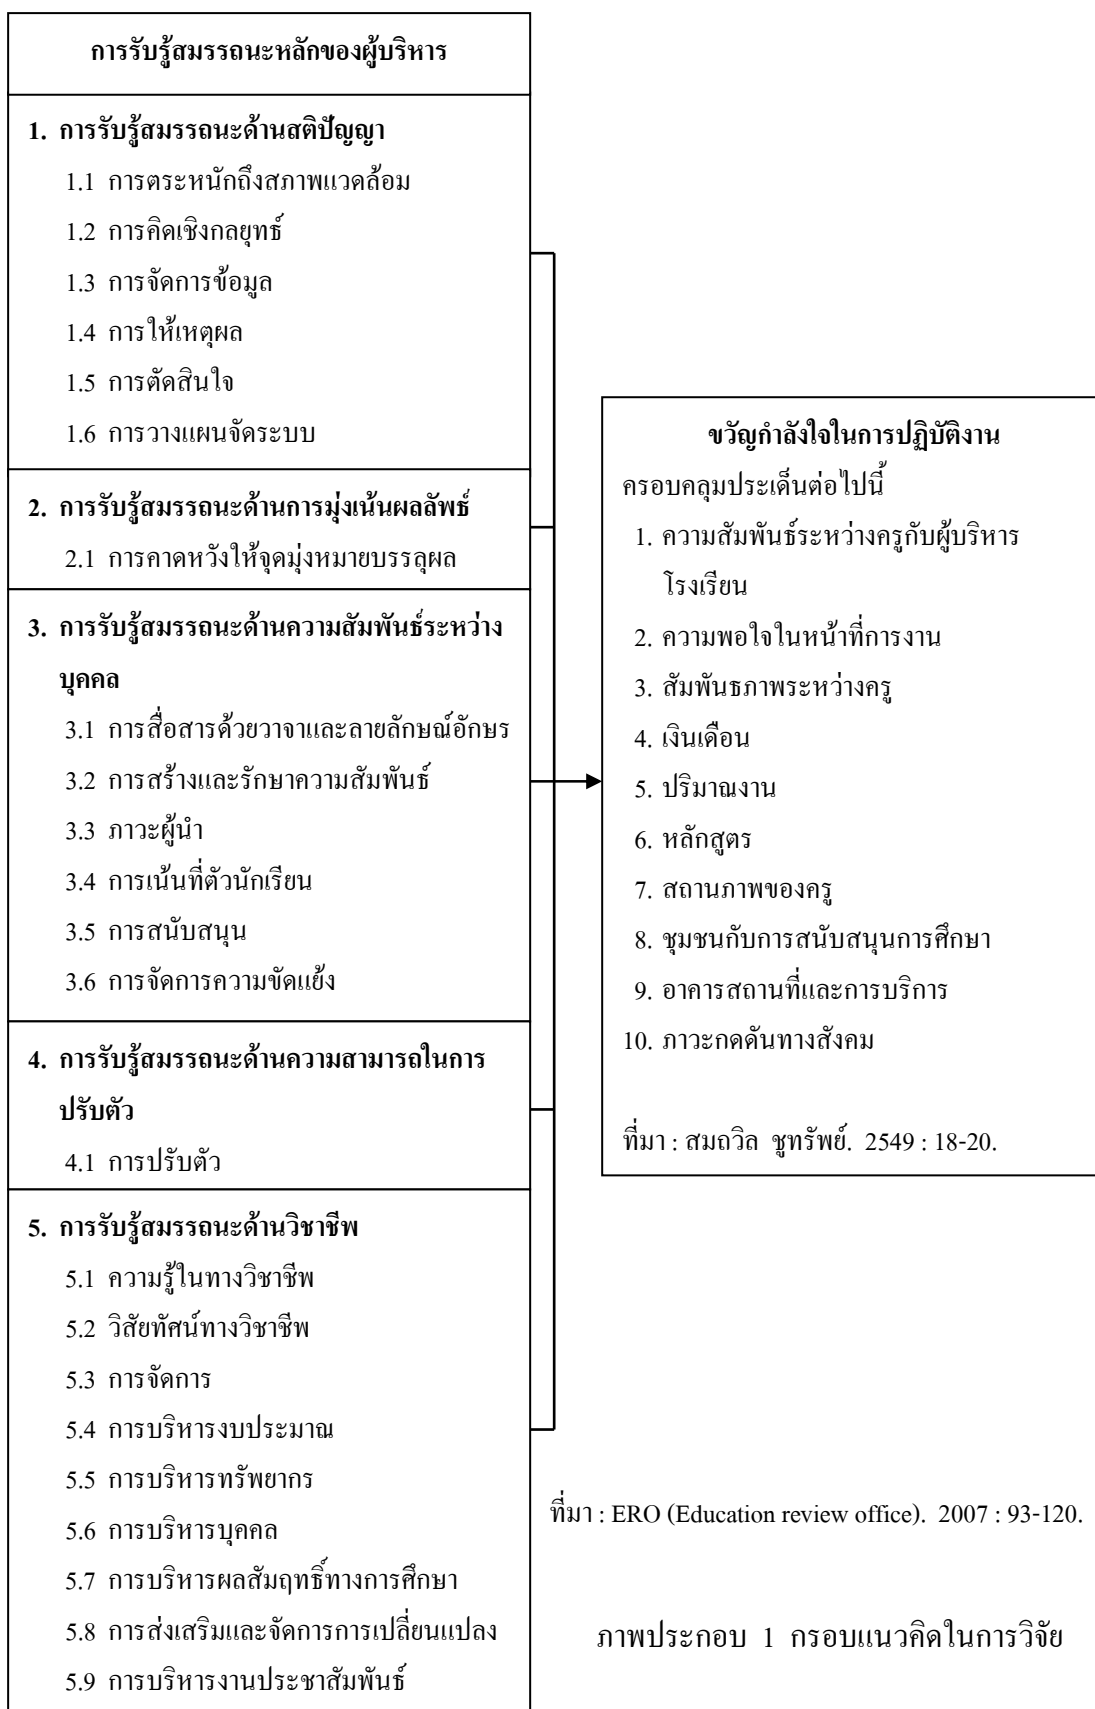 การรับรู้สมรรถนะหลักของผู้บริหาร
1. การรับรู้สมรรถนะด้านสติปัญญา
1.1 การตระหนักถึงสภาพแวดล้อม
1.2 การคิดเชิงกลยุทธ์
1.3 การจัดการข้อมูล
1.4 การให้เหตุผล
1.5 การตัดสินใจ
1.6 การวางแผนจัดระบบ
2. การรับรู้สมรรถนะด้านการมุ่งเน้นผลลัพธ์
2.1 การคาดหวังให้จุดมุ่งหมายบรรลุผล
3. การรับรู้สมรรถนะด้านความสัมพันธ์ระหว่าง
บุคคล
3.1 การสื่อสารด้วยวาจาและลายลักษณ์อักษร
3.2 การสร้างและรักษาความสัมพันธ์
3.3 ภาวะผู้นำ
3.4 การเน้นที่ตัวนักเรียน
3.5 การสนับสนุน
3.6 การจัดการความขัดแย้ง
4. การรับรู้สมรรถนะด้านความสามารถในการ
ปรับตัว
4.1 การปรับตัว
5. การรับรู้สมรรถนะด้านวิชาชีพ
5.1 ความรู้ในทางวิชาชีพ
5.2 วิสัยทัศน์ทางวิชาชีพ
5.3 การจัดการ
5.4 การบริหารงบประมาณ
5.5 การบริหารทรัพยากร
5.6 การบริหารบุคคล
5.7 การบริหารผลสัมฤทธิ์ทางการศึกษา
5.8 การส่งเสริมและจัดการการเปลี่ยนแปลง
5.9 การบริหารงานประชาสัมพันธ์
ขวัญกำลังใจในการปฏิบัติงาน
ครอบคลุมประเด็นต่อไปนี้
1. ความสัมพันธ์ระหว่างครูกับผู้บริหาร
โรงเรียน
2. ความพอใจในหน้าที่การงาน
3. สัมพันธภาพระหว่างครู
4. เงินเดือน
5. ปริมาณงาน
6. หลักสูตร
7. สถานภาพของครู
8. ชุมชนกับการสนับสนุนการศึกษา
9. อาคารสถานที่และการบริการ
10. ภาวะกดดันทางสังคม
ที่มา : สมถวิล ชูทรัพย์. 2549 : 18-20.
ที่มา : ERO (Education review office). 2007 : 93-120.
ภาพประกอบ 1 กรอบแนวคิดในการวิจัย